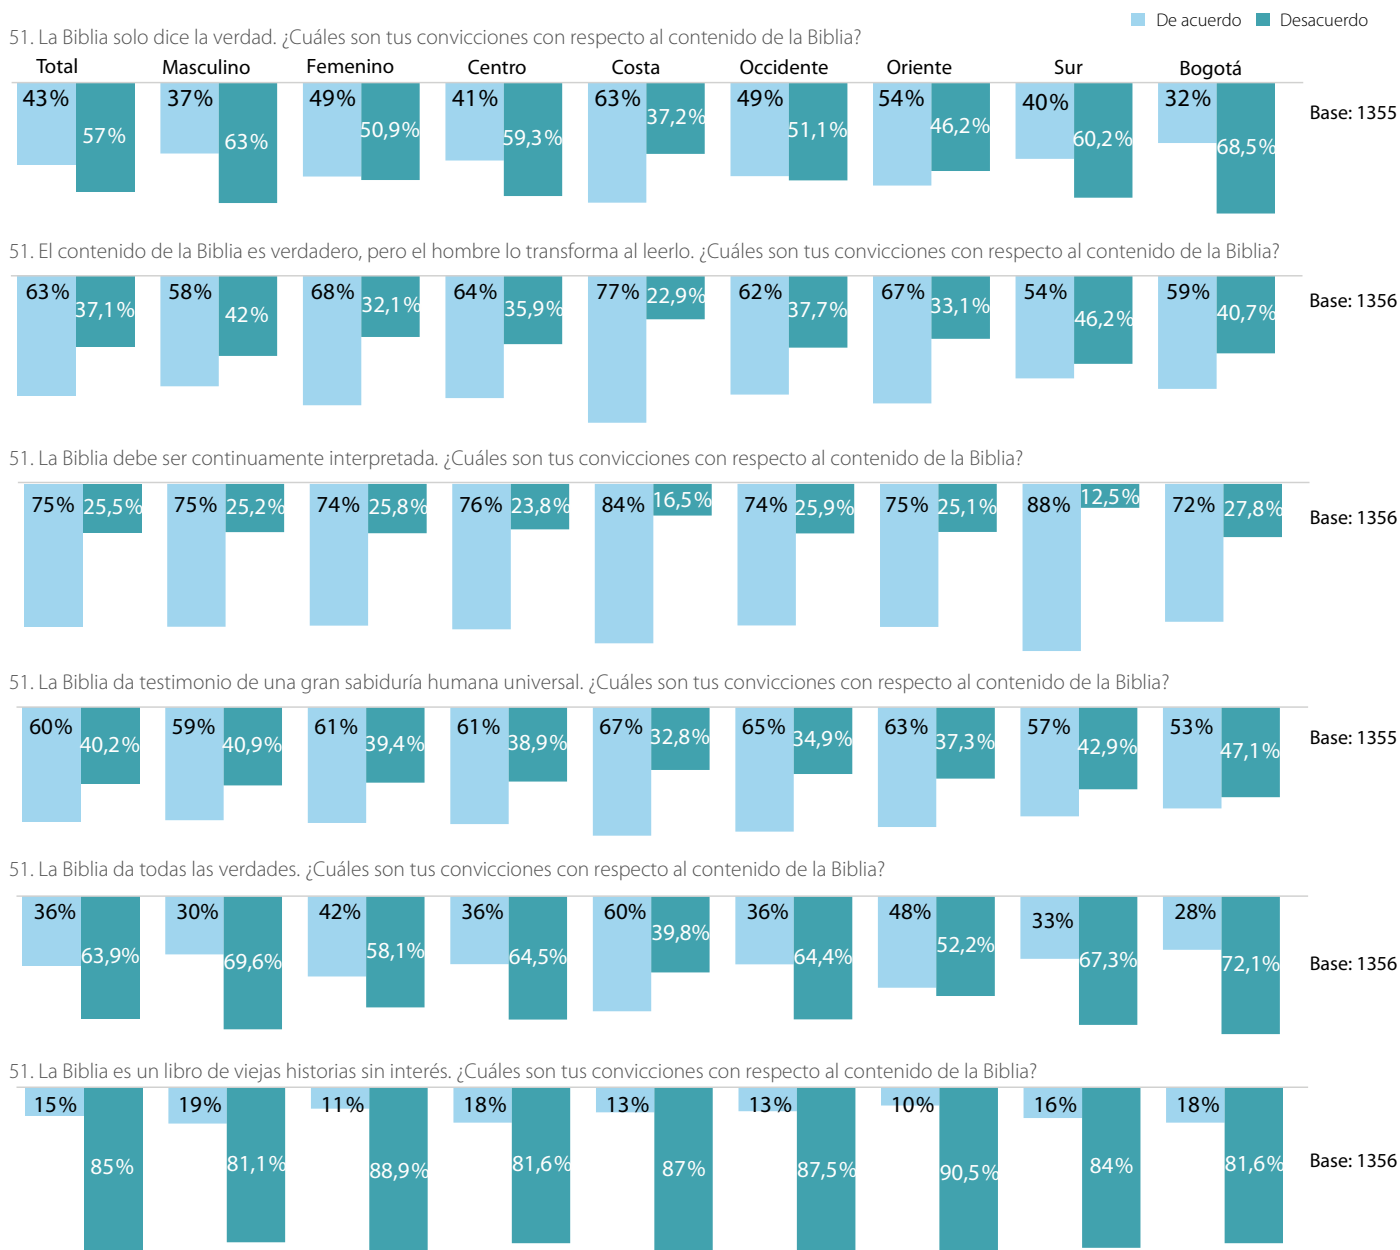 De acuerdo Desacuerdo
51. La Biblia solo dice la verdad. ¿Cuáles son tus convicciones con respecto al contenido de la Biblia?
Total Masculino Femenino Centro Costa Occidente Oriente Sur Bogotá
43% 57% 37% 63% 49% 50,9% 41% 59,3% 63% 37,2% 49% 51,1% 54% 46,2% 40% 60,2% 32% 68,5% Base: 1355
51. El contenido de la Biblia es verdadero, pero el hombre lo transforma al leerlo. ¿Cuáles son tus convicciones con respecto al contenido de la Biblia?
63% 37,1% 58% 42% 68% 32,1% 64% 35,9% 77% 22,9% 62% 37,7% 67% 33,1% 54% 46,2% 59% 40,7% Base: 1356
51. La Biblia debe ser continuamente interpretada. ¿Cuáles son tus convicciones con respecto al contenido de la Biblia?
75% 25,5% 75% 25,2% 74% 25,8% 76% 23,8% 84% 16,5% 74% 25,9% 75% 25,1% 88% 12,5% 72% 27,8% Base: 1356
51. La Biblia da testimonio de una gran sabiduría humana universal. ¿Cuáles son tus convicciones con respecto al contenido de la Biblia?
60% 40,2% 59% 40,9% 61% 39,4% 61% 38,9% 67% 32,8% 65% 34,9% 63% 37,3% 57% 42,9% 53% 47,1% Base: 1355
51. La Biblia da todas las verdades. ¿Cuáles son tus convicciones con respecto al contenido de la Biblia?
36% 63,9% 30% 69,6% 42% 58,1% 36% 64,5% 60% 39,8% 36% 64,4% 48% 52,2% 33% 67,3% 28% 72,1% Base: 1356
51. La Biblia es un libro de viejas historias sin interés. ¿Cuáles son tus convicciones con respecto al contenido de la Biblia?
15% 85% 19% 81,1% 11% 88,9% 18% 81,6% 13% 87% 13% 87,5% 10% 90,5% 16% 84% 18% 81,6% Base: 1356